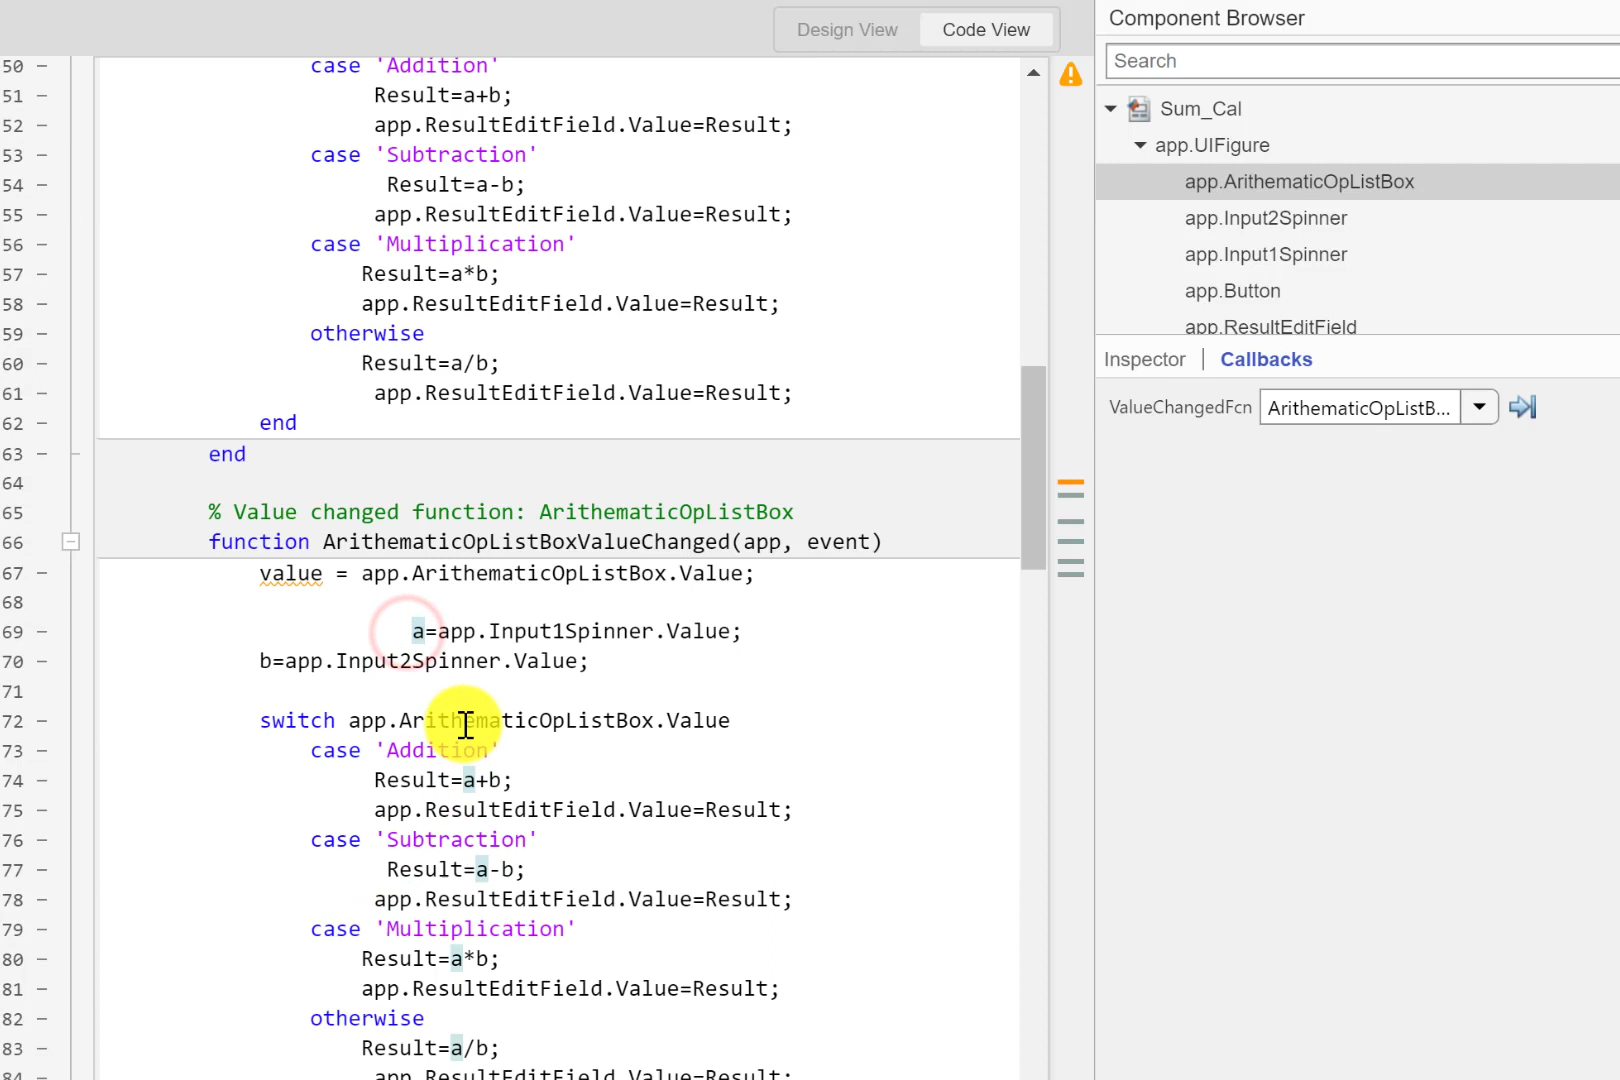 Design View
Code View
50 –
case 'Addition'
51 –
Result=a+b;
52 –
app.ResultEditField.Value=Result;
53 –
case 'Subtraction'
54 –
Result=a-b;
55 –
app.ResultEditField.Value=Result;
56 –
case 'Multiplication'
57 –
Result=a*b;
58 –
app.ResultEditField.Value=Result;
59 –
otherwise
60 –
Result=a/b;
61 –
app.ResultEditField.Value=Result;
62 –
end
63 –
end
64
65
% Value changed function: ArithematicOpListBox
66
function ArithematicOpListBoxValueChanged(app, event)
67 –
value = app.ArithematicOpListBox.Value;
68
69 –
a=app.Input1Spinner.Value;
70 –
b=app.Input2Spinner.Value;
71
72 –
switch app.ArithematicOpListBox.Value
73 –
case 'Addition'
74 –
Result=a+b;
75 –
app.ResultEditField.Value=Result;
76 –
case 'Subtraction'
77 –
Result=a-b;
78 –
app.ResultEditField.Value=Result;
79 –
case 'Multiplication'
80 –
Result=a*b;
81 –
app.ResultEditField.Value=Result;
82 –
otherwise
83 –
Result=a/b;
84 –
app.ResultEditField.Value=Result;
Component Browser
Search
Sum_Cal
app.UIFigure
app.ArithematicOpListBox
app.Input2Spinner
app.Input1Spinner
app.Button
app.ResultEditField
Inspector
Callbacks
ValueChangedFcn
ArithematicOpListB...